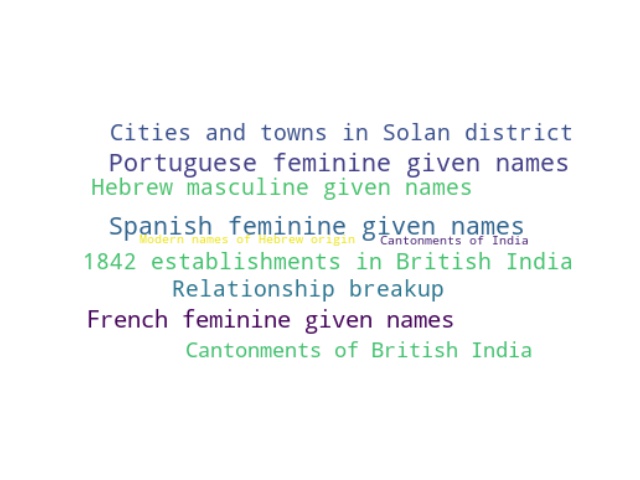 Cities and towns in Solan district
Portuguese feminine given names
Hebrew masculine given names
Spanish feminine given names
Modern names of Hebrew origin
Cantonments of India
1842 establishments in British India
Relationship breakup
French feminine given names
Cantonments of British India